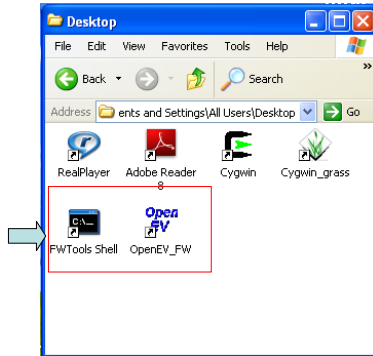 Desktop
File Edit View Favorites Tools Help
Back Search »
Address ents and Settings\All Users\Desktop Go
RealPlayer Adobe Reader 8 Cygwin Cygwin_grass
C:\_ Open EV
FWTools Shell OpenEV_FW